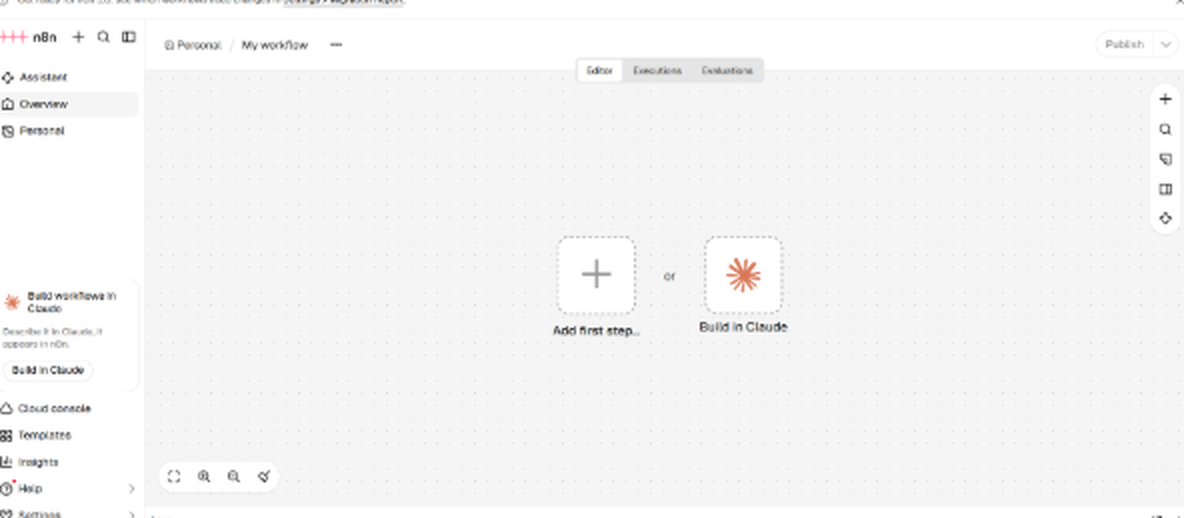 n8n
Personal / My workflow
Publish
Editor Executions Evaluations
Assistant
Overview
Personal
Add first step...
or
Build in Claude
Build workflows in
Claude
Describe it in Claude, it
appears in n8n.
Build in Claude
Cloud console
Templates
Insights
Help
Settings